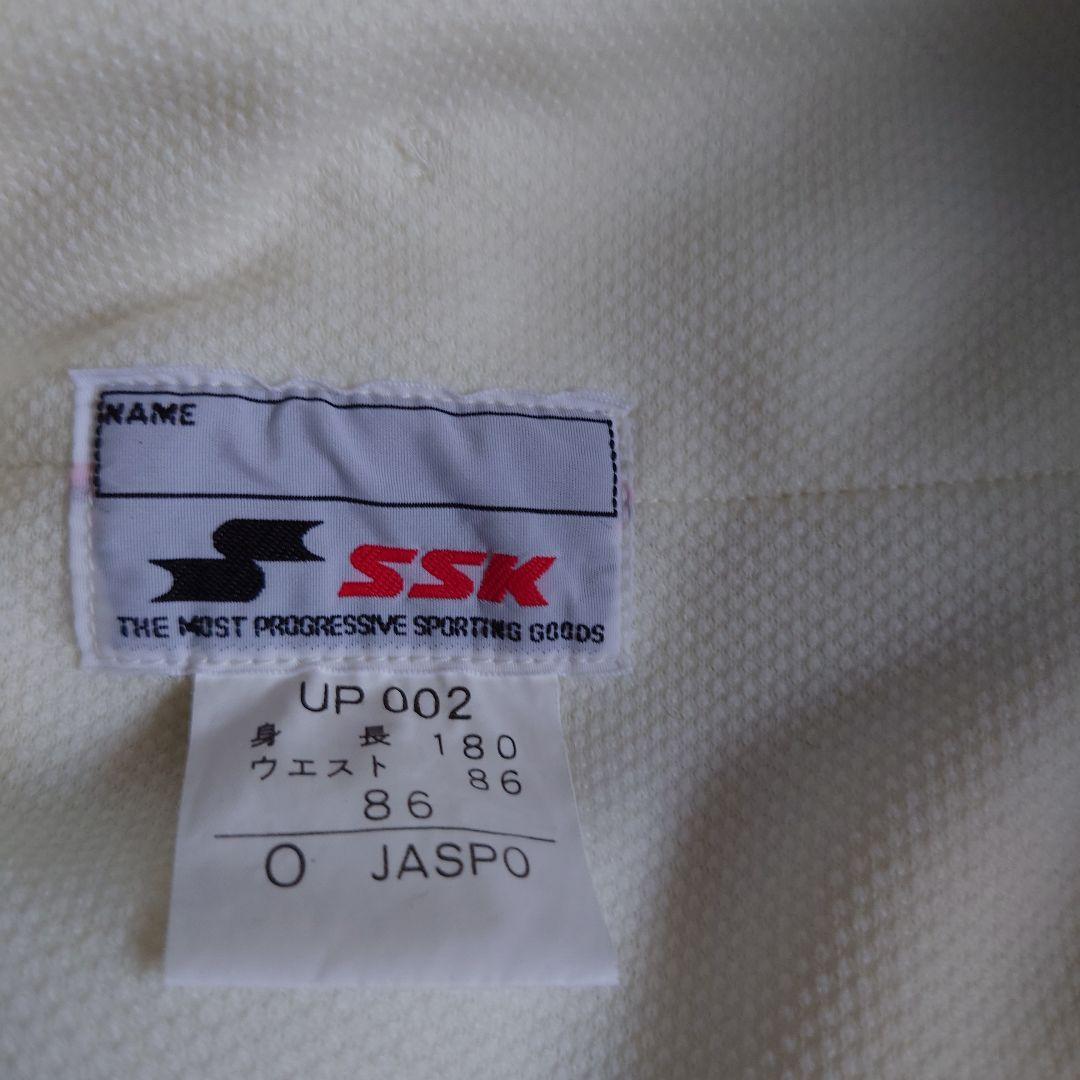 NAME
SSK
THE MOST PROGRESSIVE SPORTING GOODS
UP 002
身 長 180
ウエスト 86
86
O JASPO